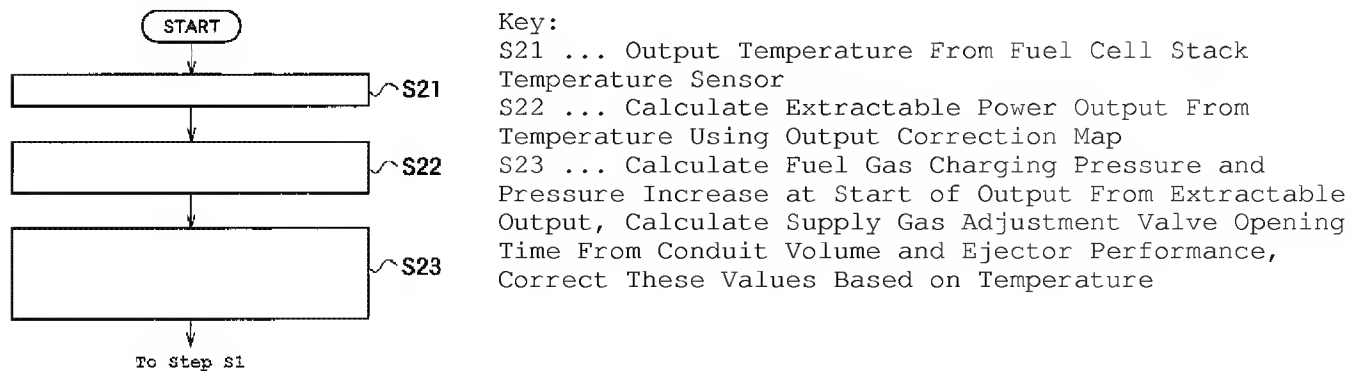 START
S21
S22
S23
To Step S1
Key:
S21 ... Output Temperature From Fuel Cell Stack
Temperature Sensor
S22 ... Calculate Extractable Power Output From
Temperature Using Output Correction Map
S23 ... Calculate Fuel Gas Charging Pressure and
Pressure Increase at Start of Output From Extractable
Output, Calculate Supply Gas Adjustment Valve Opening
Time From Conduit Volume and Ejector Performance,
Correct These Values Based on Temperature